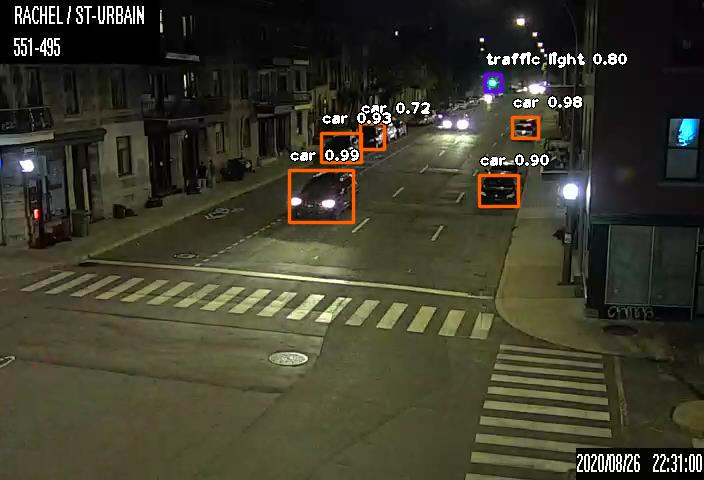 RACHEL / ST-URBAIN
551-495
traffic light 0.80
car 0.72
car 0.98
car 0.93
car 0.99
car 0.90
2020/08/26 22:31:00